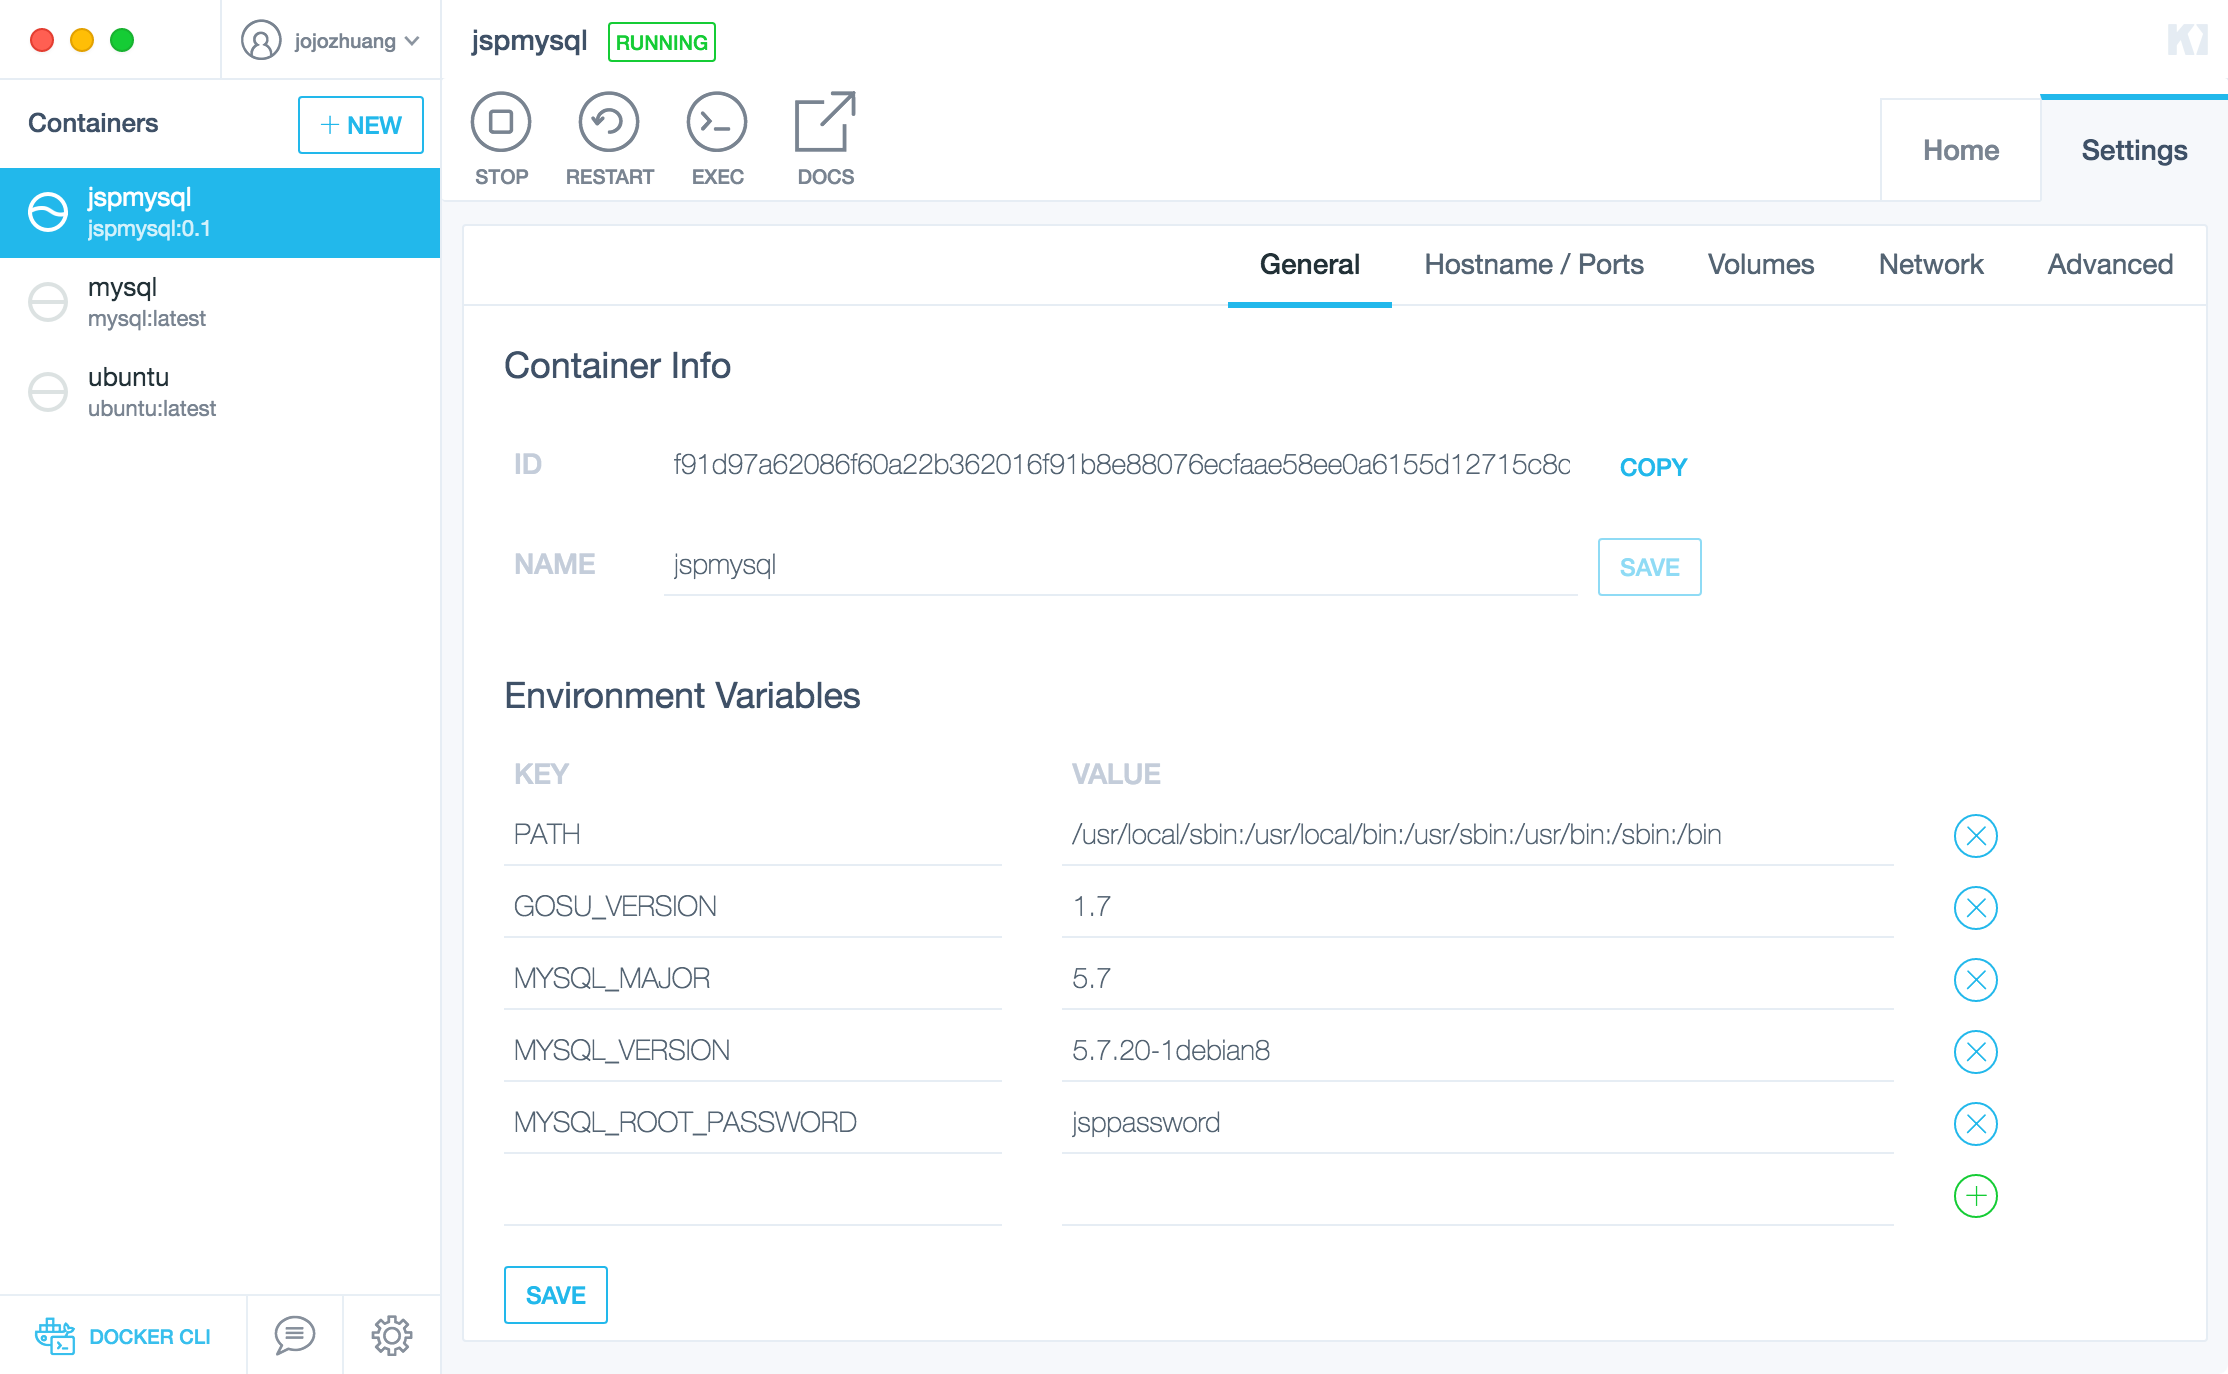 jojozhuang
jspmysql RUNNING
Containers
+ NEW
jspmysql
jspmysql:0.1
mysql
mysql:latest
ubuntu
ubuntu:latest
DOCKER CLI
STOP RESTART EXEC DOCS
Home Settings
General Hostname / Ports Volumes Network Advanced
Container Info
ID f91d97a62086f60a22b362016f91b8e88076ecfaae58ee0a6155d12715c8c COPY
NAME jspmysql SAVE
Environment Variables
KEY VALUE
PATH /usr/local/sbin:/usr/local/bin:/usr/sbin:/usr/bin:/sbin:/bin
GOSU_VERSION 1.7
MYSQL_MAJOR 5.7
MYSQL_VERSION 5.7.20-1debian8
MYSQL_ROOT_PASSWORD jsppassword
SAVE